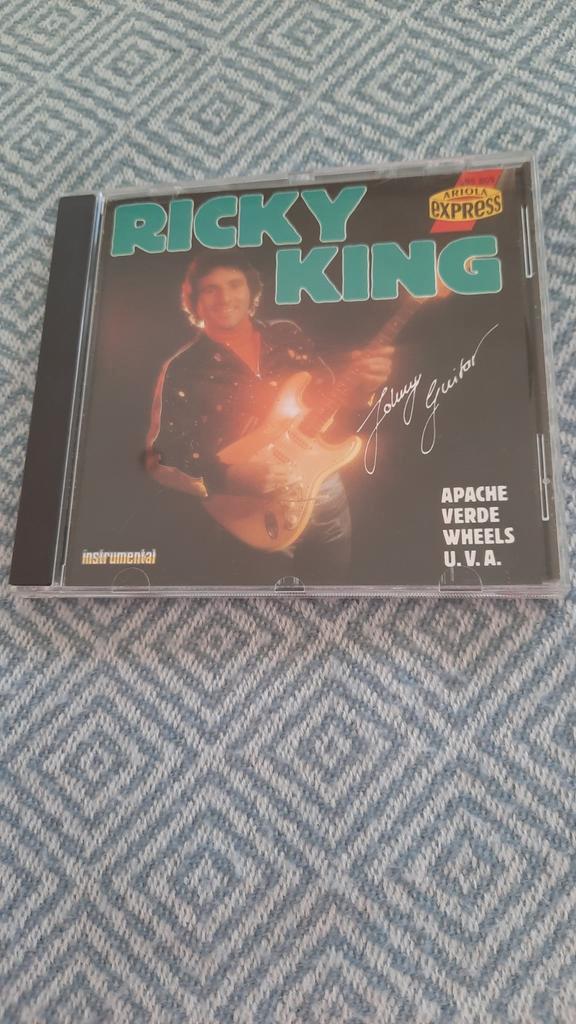 RICKY
KING
ARIOLA
EXPRESS
Johnny Guitar
APACHE
VERDE
WHEELS
U.V.A.
instrumental